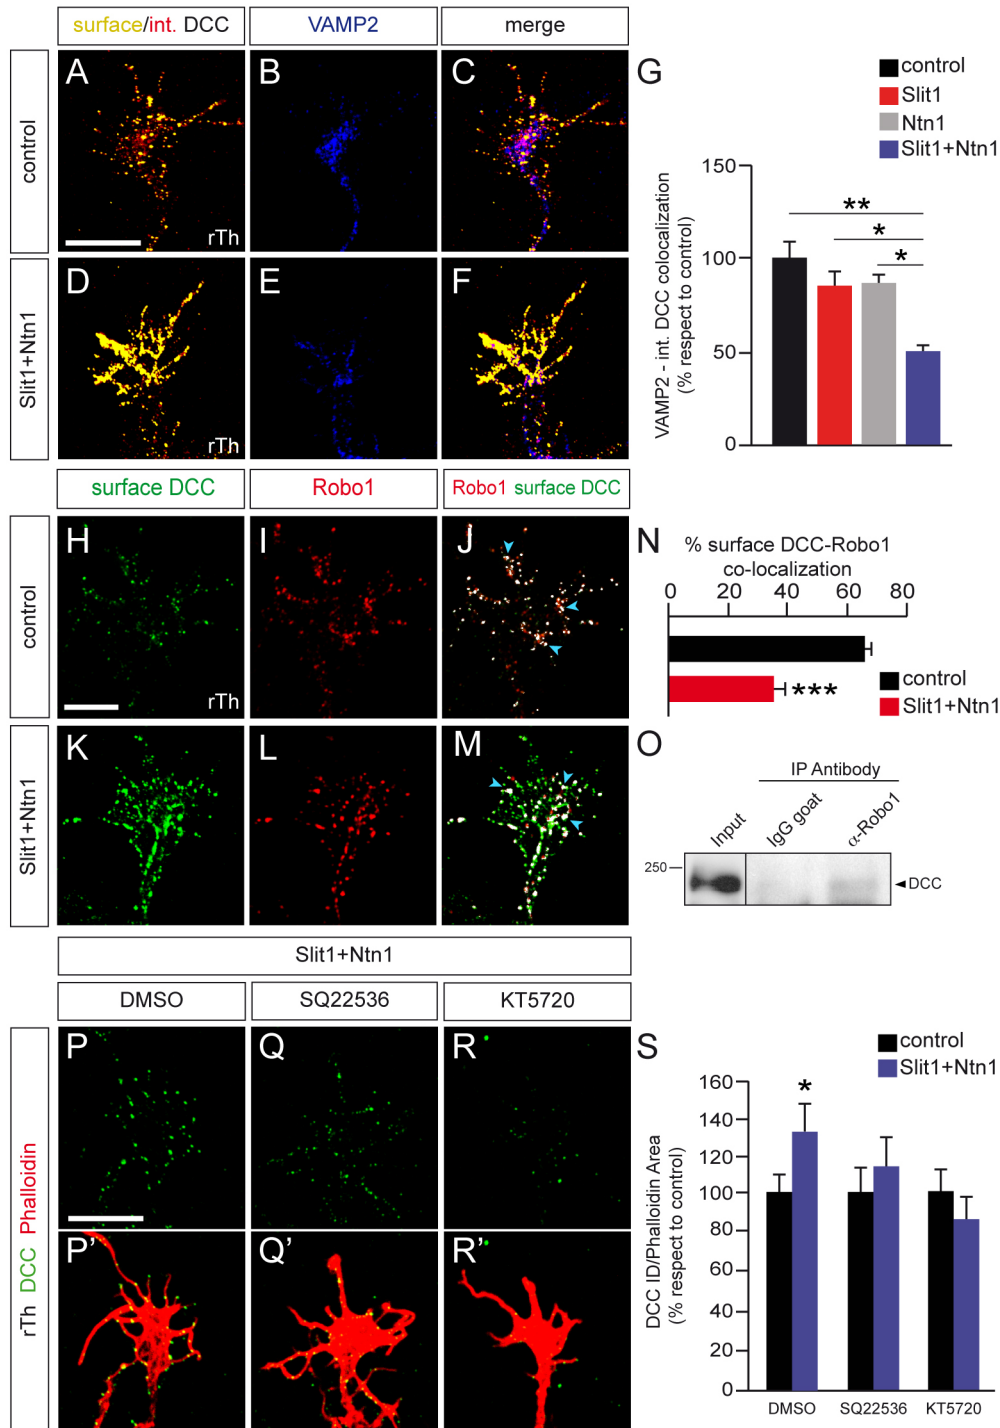 surface/int. DCC
VAMP2
merge
control
A
B
C
rTh
Slit1+Ntn1
D
E
F
rTh
G
control
Slit1
Ntn1
Slit1+Ntn1
VAMP2 - int. DCC colocalization
(% respect to control)
150
100
50
0
**
*
*
surface DCC
Robo1
Robo1 surface DCC
control
H
I
J
rTh
Slit1+Ntn1
K
L
M
N
% surface DCC-Robo1
co-localization
0 20 40 60 80
***
control
Slit1+Ntn1
O
IP Antibody
Input
IgG goat
α-Robo1
250
DCC
Slit1+Ntn1
DMSO
SQ22536
KT5720
rTh DCC Phalloidin
P
Q
R
P'
Q'
R'
S
control
Slit1+Ntn1
DCC ID/Phalloidin Area
(% respect to control)
160
140
120
100
80
60
40
20
0
*
DMSO
SQ22536
KT5720